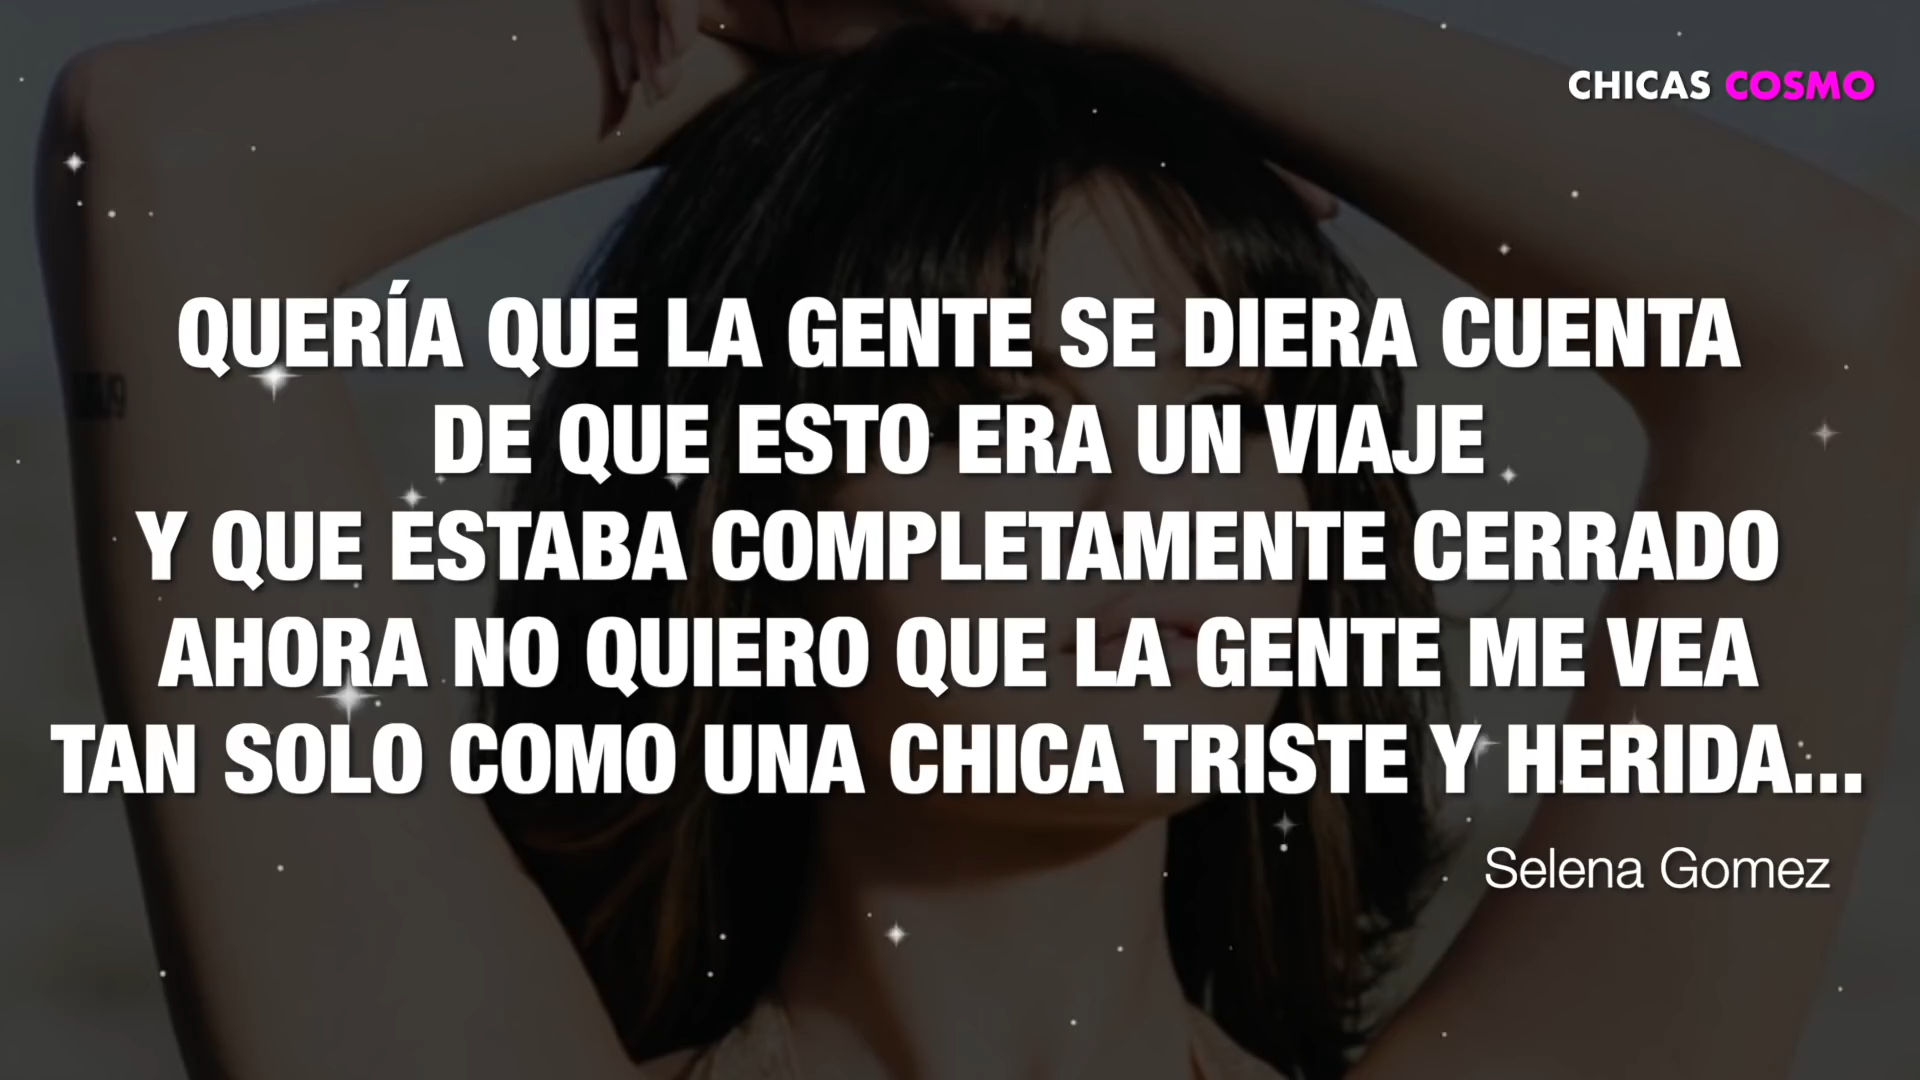 CHICAS COSMO
QUERÍA QUE LA GENTE SE DIERA CUENTA
DE QUE ESTO ERA UN VIAJE
Y QUE ESTABA COMPLETAMENTE CERRADO
AHORA NO QUIERO QUE LA GENTE ME VEA
TAN SOLO COMO UNA CHICA TRISTE Y HERIDA...
Selena Gomez